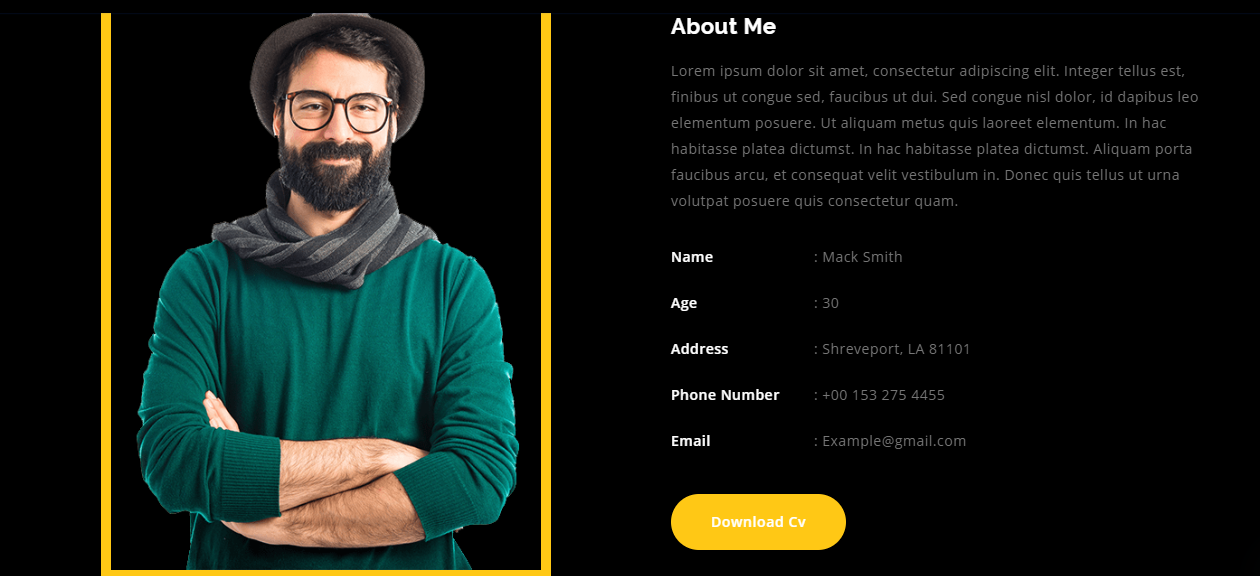 About Me
Lorem ipsum dolor sit amet, consectetur adipiscing elit. Integer tellus est,
finibus ut congue sed, faucibus ut dui. Sed congue nisl dolor, id dapibus leo
elementum posuere. Ut aliquam metus quis laoreet elementum. In hac
habitasse platea dictumst. In hac habitasse platea dictumst. Aliquam porta
faucibus arcu, et consequat velit vestibulum in. Donec quis tellus ut urna
volutpat posuere quis consectetur quam.
Name : Mack Smith
Age : 30
Address : Shreveport, LA 81101
Phone Number : +00 153 275 4455
Email : Example@gmail.com
Download Cv